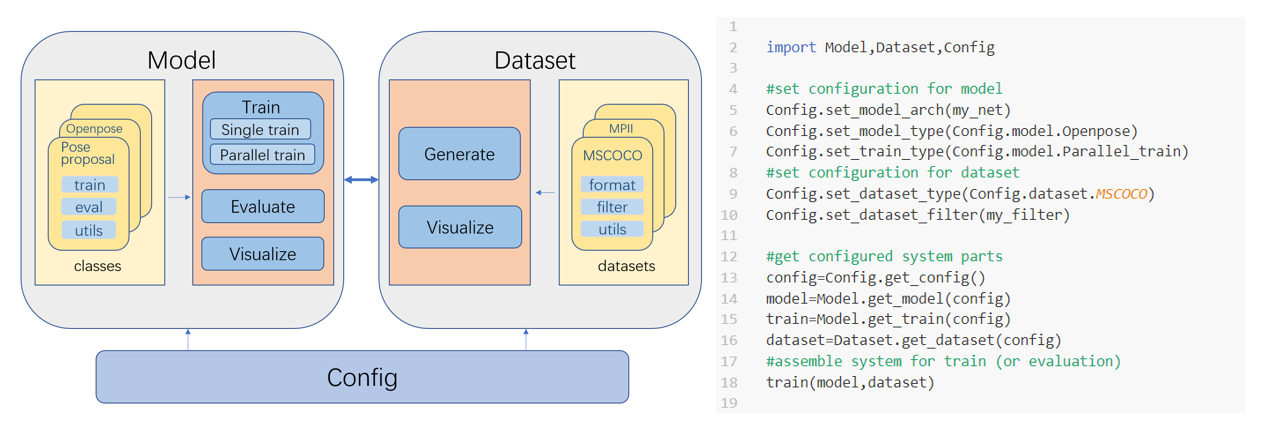 Model
Openpose
Pose
proposal
train
eval
utils
classes
Train
Single train
Parallel train
Evaluate
Visualize
Dataset
Generate
Visualize
MPII
MSCOCO
format
filter
utils
datasets
Config
1
2 import Model,Dataset,Config
3
4 #set configuration for model
5 Config.set_model_arch(my_net)
6 Config.set_model_type(Config.model.Openpose)
7 Config.set_train_type(Config.model.Parallel_train)
8 #set configuration for dataset
9 Config.set_dataset_type(Config.dataset.MSCOCO)
10 Config.set_dataset_filter(my_filter)
11
12 #get configured system parts
13 config=Config.get_config()
14 model=Model.get_model(config)
15 train=Model.get_train(config)
16 dataset=Dataset.get_dataset(config)
17 #assemble system for train (or evaluation)
18 train(model,dataset)
19